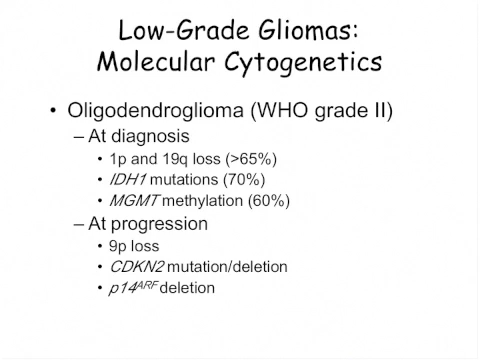 Low-Grade Gliomas:
Molecular Cytogenetics
• Oligodendroglioma (WHO grade II)
– At diagnosis
• 1p and 19q loss (>65%)
• IDH1 mutations (70%)
• MGMT methylation (60%)
– At progression
• 9p loss
• CDKN2 mutation/deletion
• p14ARF deletion